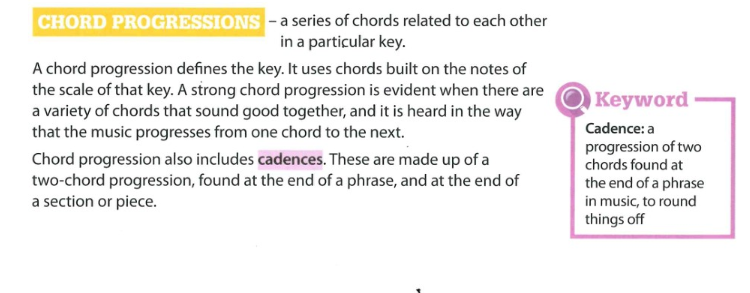 CHORD PROGRESSIONS – a series of chords related to each other
in a particular key.
A chord progression defines the key. It uses chords built on the notes of
the scale of that key. A strong chord progression is evident when there are
a variety of chords that sound good together, and it is heard in the way
that the music progresses from one chord to the next.
Chord progression also includes cadences. These are made up of a
two-chord progression, found at the end of a phrase, and at the end of
a section or piece.
Keyword
Cadence: a
progression of two
chords found at
the end of a phrase
in music, to round
things off